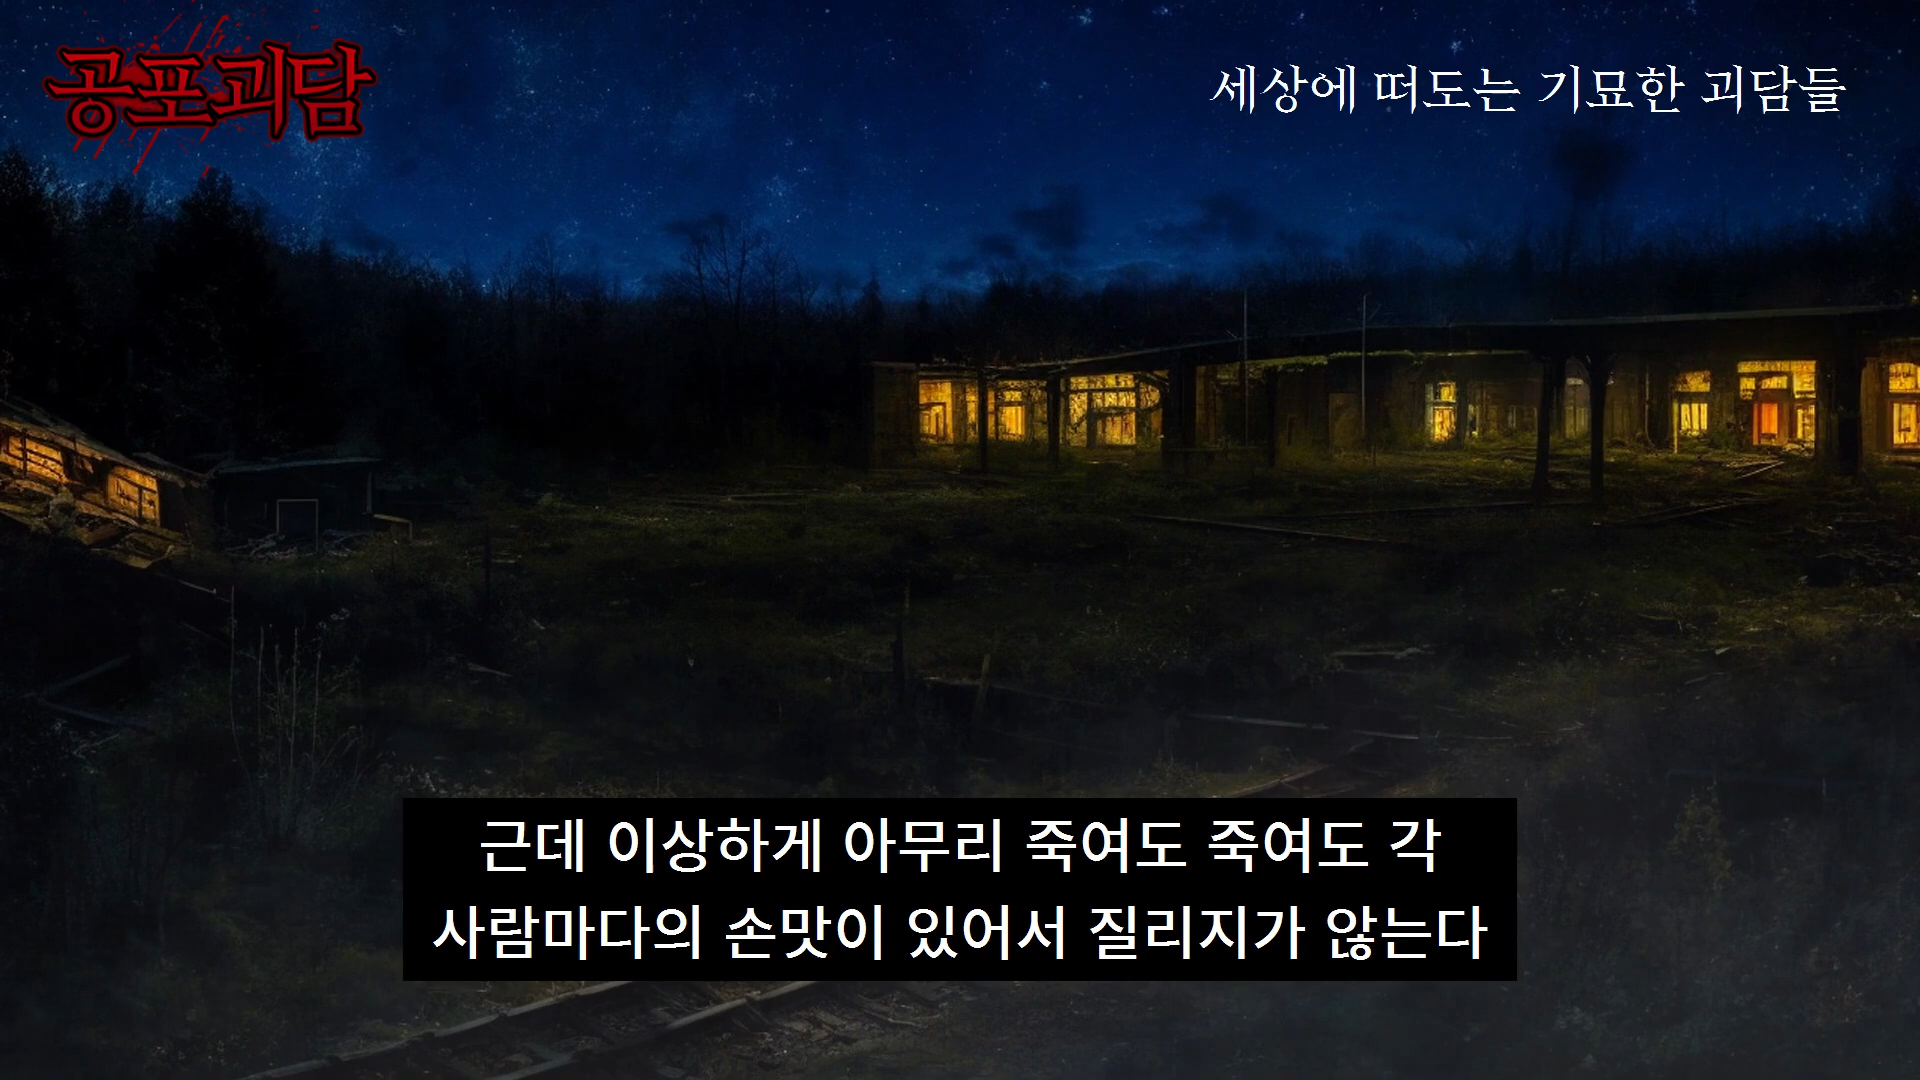 공포괴담
세상에 떠도는 기묘한 괴담들
근데 이상하게 아무리 죽여도 죽여도 각
사람마다의 손맛이 있어서 질리지가 않는다